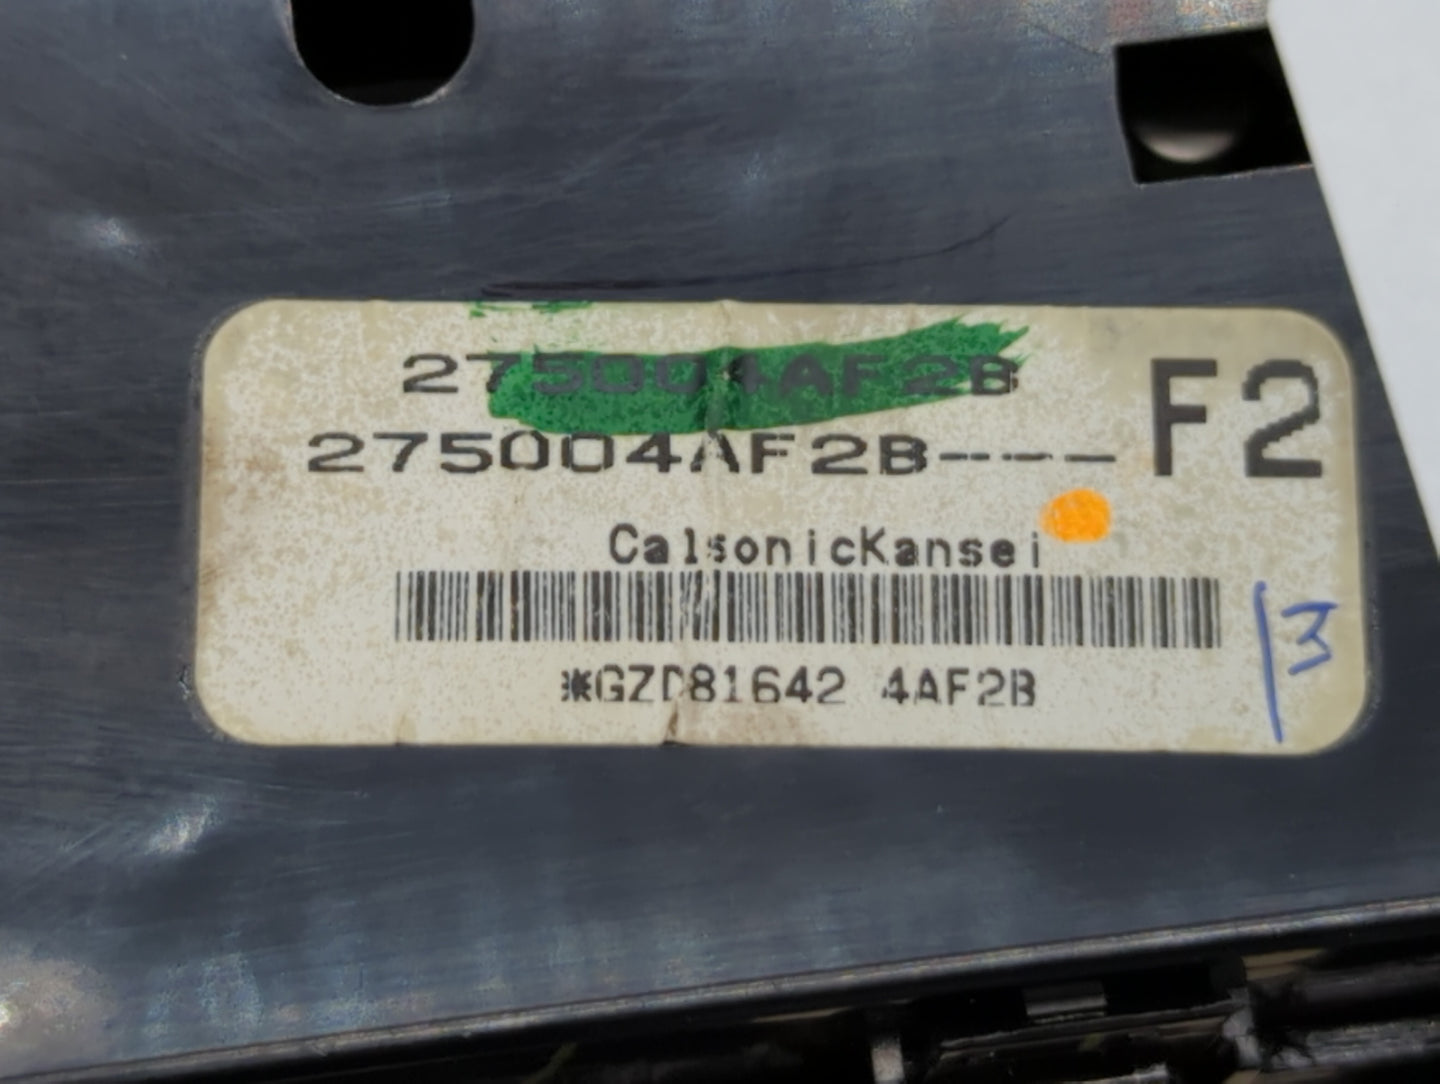 275004AF2B
275004AF2B---
F2
CalsonicKansei
*GZD81642 4AF2B
13